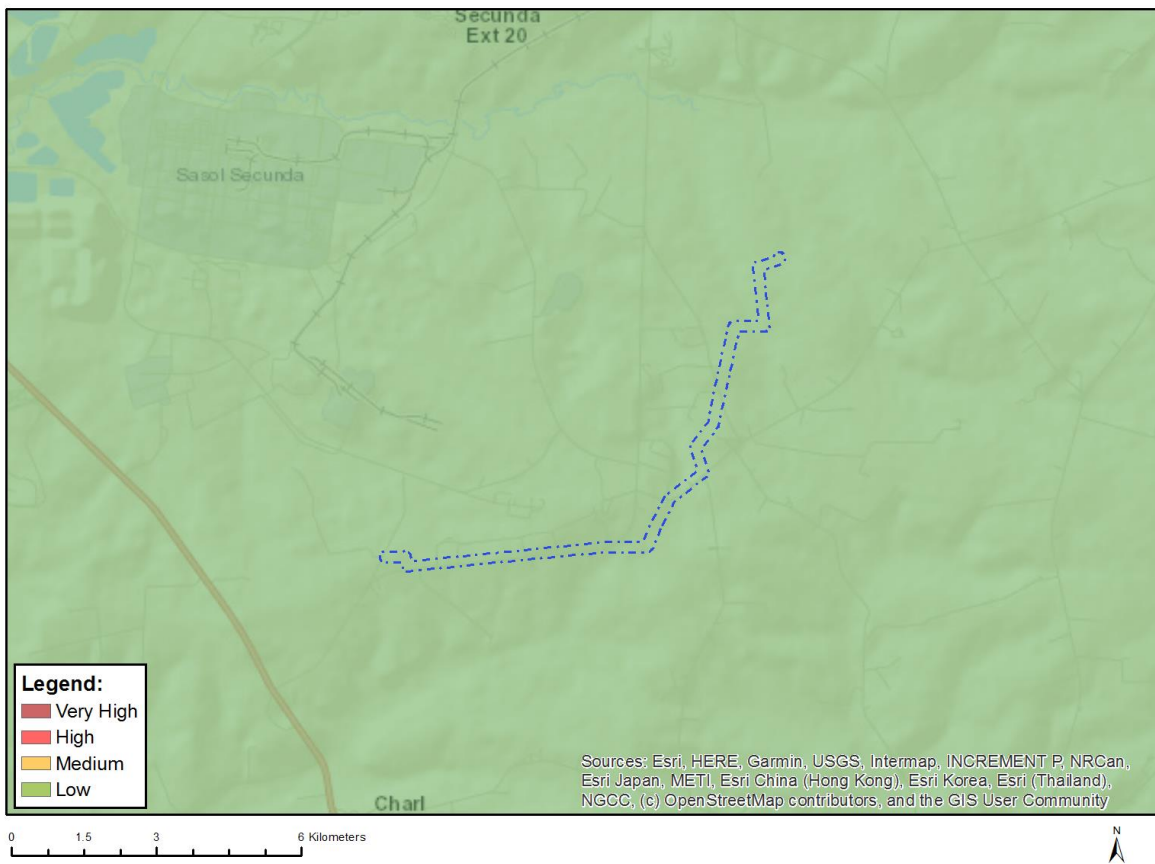 Secunda
Ext 20
Sasol Secunda
Legend:
Very High
High
Medium
Low
Sources: Esri, HERE, Garmin, USGS, Intermap, INCREMENT P, NRCan,
Esri Japan, METI, Esri China (Hong Kong), Esri Korea, Esri (Thailand),
NGCC, (c) OpenStreetMap contributors, and the GIS User Community
Charl
0 1.5 3 6 Kilometers
N